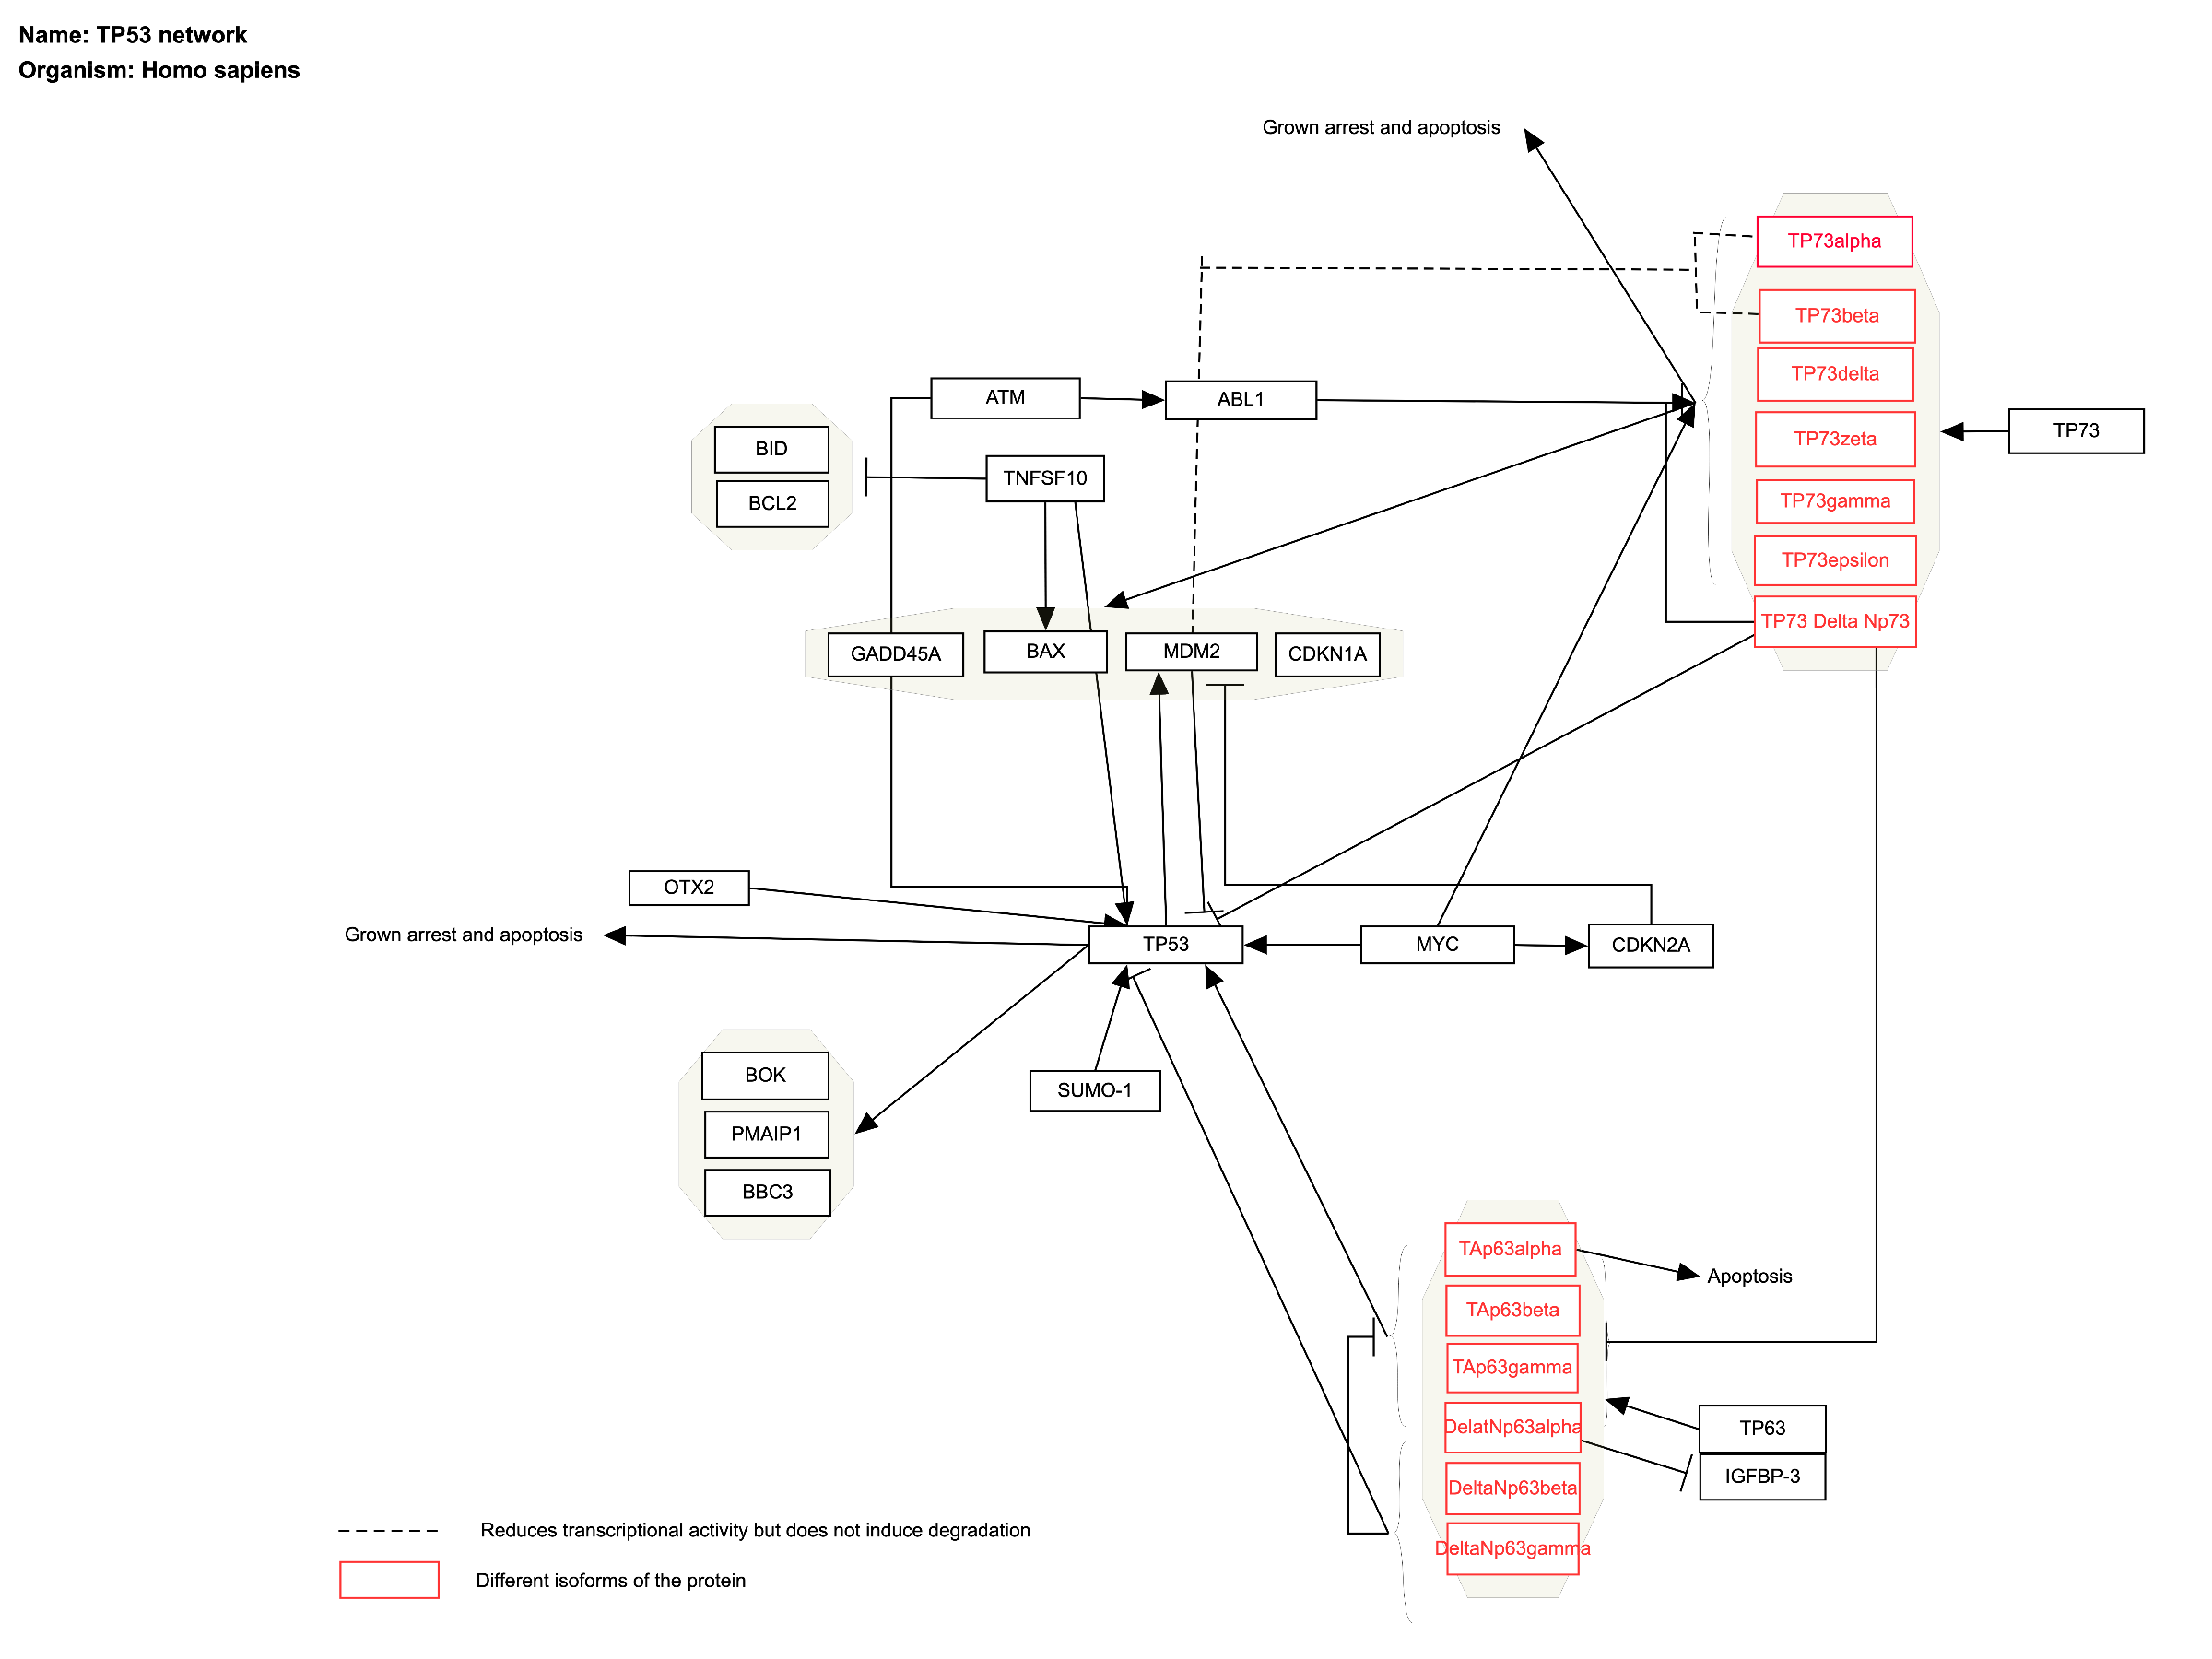 Name: TP53 network
Organism: Homo sapiens
Grown arrest and apoptosis
TP73alpha
TP73beta
TP73delta
TP73zeta
TP73gamma
TP73epsilon
TP73 Delta Np73
TP73
ATM
ABL1
BID
BCL2
TNFSF10
GADD45A
BAX
MDM2
CDKN1A
OTX2
Grown arrest and apoptosis
TP53
MYC
CDKN2A
BOK
PMAIP1
BBC3
SUMO-1
TAp63alpha
Apoptosis
TAp63beta
TAp63gamma
DelatNp63alpha
DeltaNp63beta
DeltaNp63gamma
TP63
IGFBP-3
Reduces transcriptional activity but does not induce degradation
Different isoforms of the protein